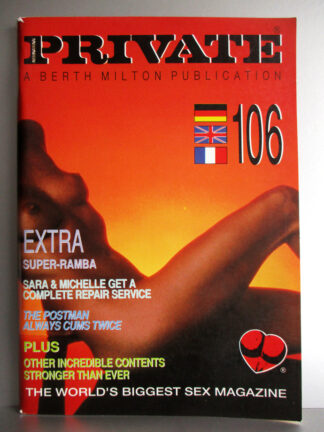 INTERNATIONAL
PRIVATE®
A BERTH MILTON PUBLICATION
106
EXTRA
SUPER-RAMBA
SARA & MICHELLE GET A
COMPLETE REPAIR SERVICE
THE POSTMAN
ALWAYS CUMS TWICE
PLUS
OTHER INCREDIBLE CONTENTS
STRONGER THAN EVER
®
THE WORLD'S BIGGEST SEX MAGAZINE